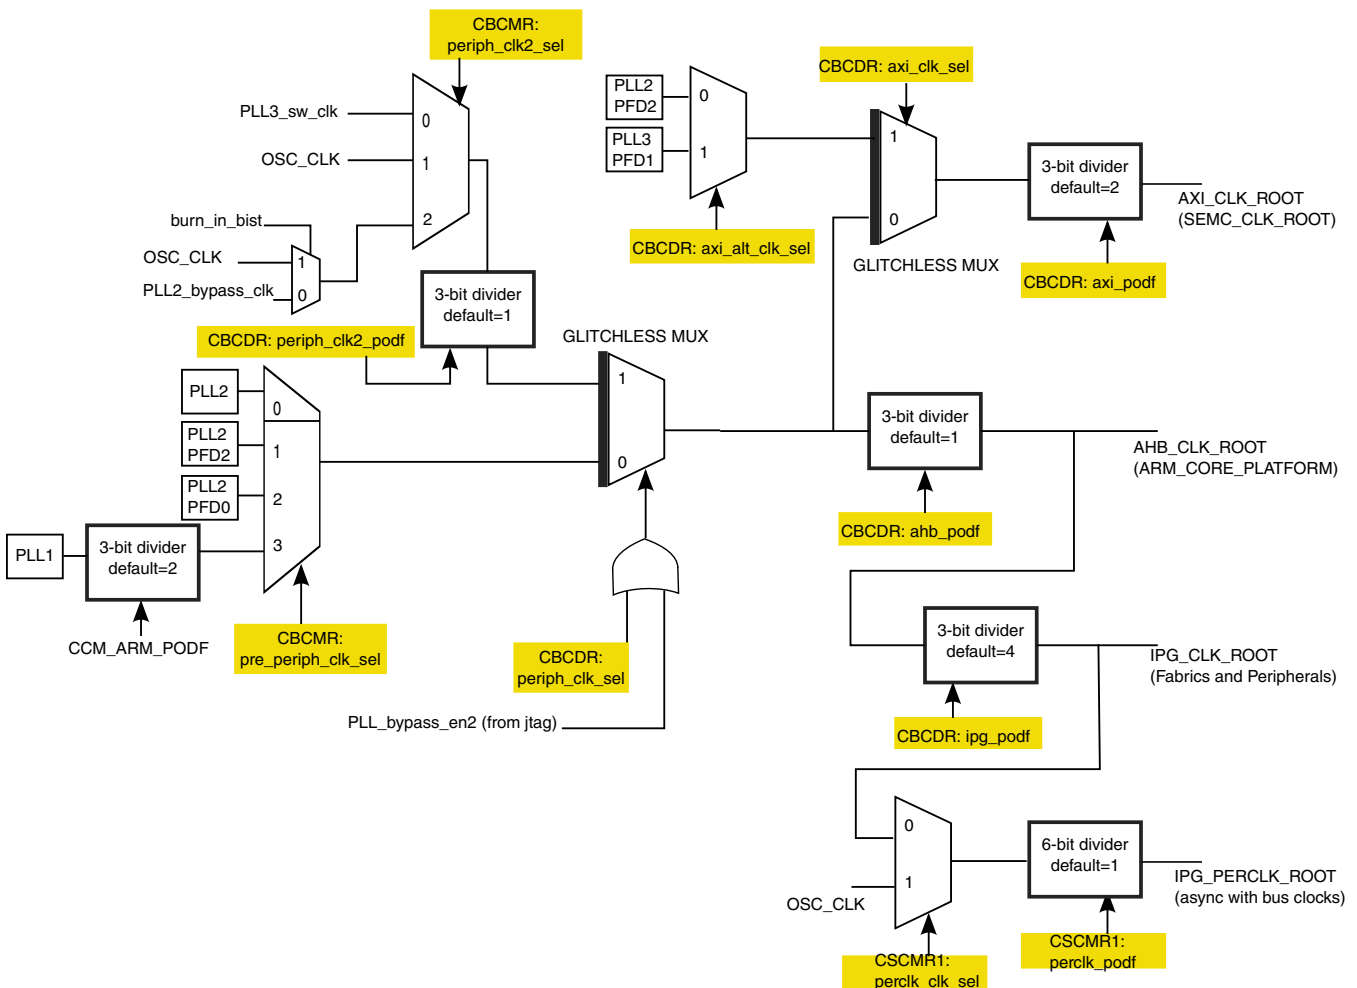 CBCMR:
periph_clk2_sel
PLL3_sw_clk
0
OSC_CLK
1
burn_in_bist
2
OSC_CLK
1
PLL2_bypass_clk
0
3-bit divider
default=1
CBCDR: periph_clk2_podf
PLL2
PFD2
0
PLL3
PFD1
1
CBCDR: axi_alt_clk_sel
CBCDR: axi_clk_sel
1
0
GLITCHLESS MUX
3-bit divider
default=2
AXI_CLK_ROOT
(SEMC_CLK_ROOT)
CBCDR: axi_podf
GLITCHLESS MUX
1
0
PLL2
0
PLL2
PFD2
1
PLL2
PFD0
2
PLL1
3-bit divider
default=2
3
CCM_ARM_PODF
CBCMR:
pre_periph_clk_sel
CBCDR:
periph_clk_sel
PLL_bypass_en2 (from jtag)
3-bit divider
default=1
AHB_CLK_ROOT
(ARM_CORE_PLATFORM)
CBCDR: ahb_podf
3-bit divider
default=4
IPG_CLK_ROOT
(Fabrics and Peripherals)
CBCDR: ipg_podf
0
1
OSC_CLK
6-bit divider
default=1
IPG_PERCLK_ROOT
(async with bus clocks)
CSCMR1:
perclk_clk_sel
CSCMR1:
perclk_podf